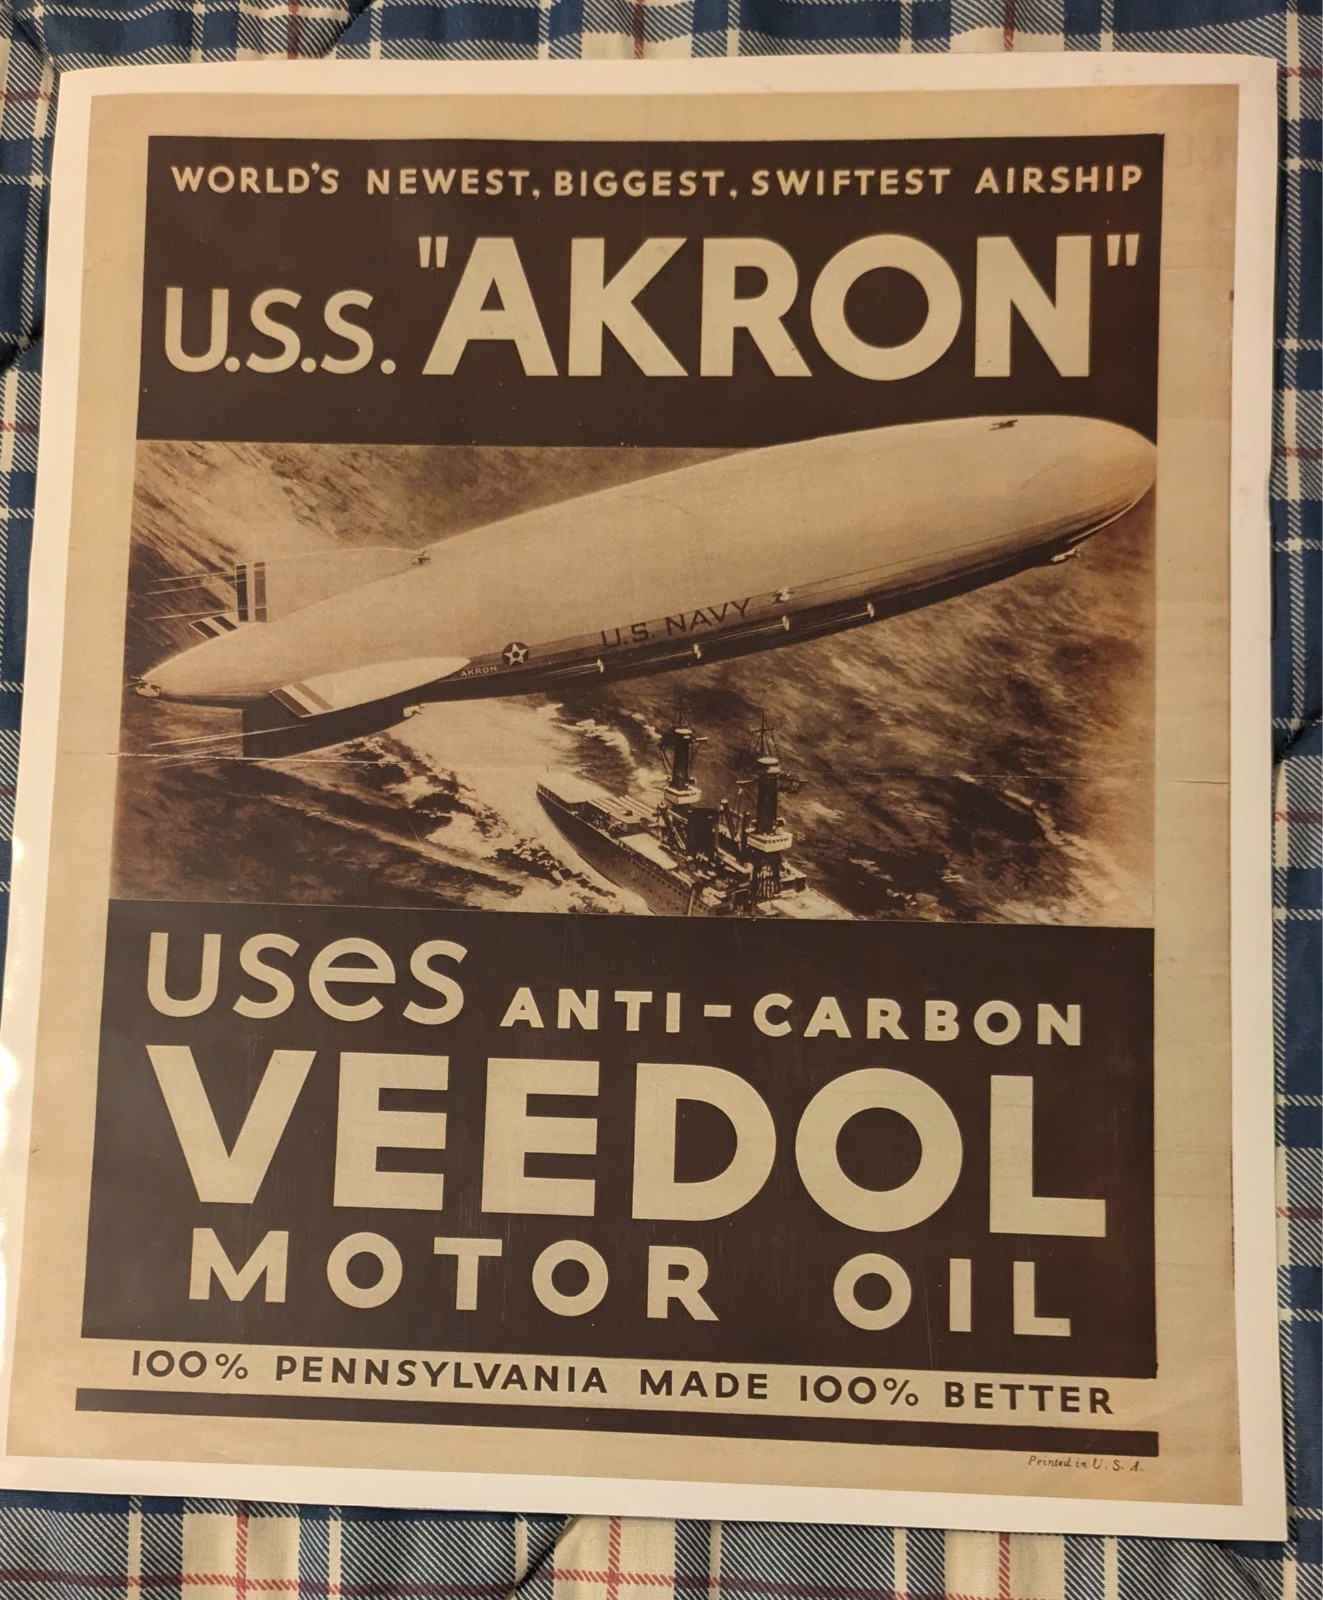 WORLD'S NEWEST, BIGGEST, SWIFTEST AIRSHIP
U.S.S. "AKRON"
U.S. NAVY
AKRON
uses ANTI-CARBON
VEEDOL
MOTOR OIL
100% PENNSYLVANIA MADE 100% BETTER
Printed in U. S. A.